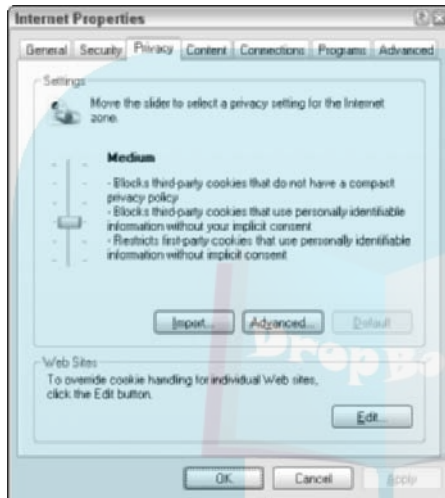 Internet Properties
General Security Privacy Content Connections Programs Advanced
Settings
Move the slider to select a privacy setting for the Internet
zone.
Medium
- Blocks third-party cookies that do not have a compact
privacy policy
- Blocks third-party cookies that use personally identifiable
information without your implicit consent
- Restricts first-party cookies that use personally identifiable
information without implicit consent
Import... Advanced... Default
DropBo
Web Sites
To override cookie handling for individual Web sites,
click the Edit button.
Edit...
OK Cancel Apply